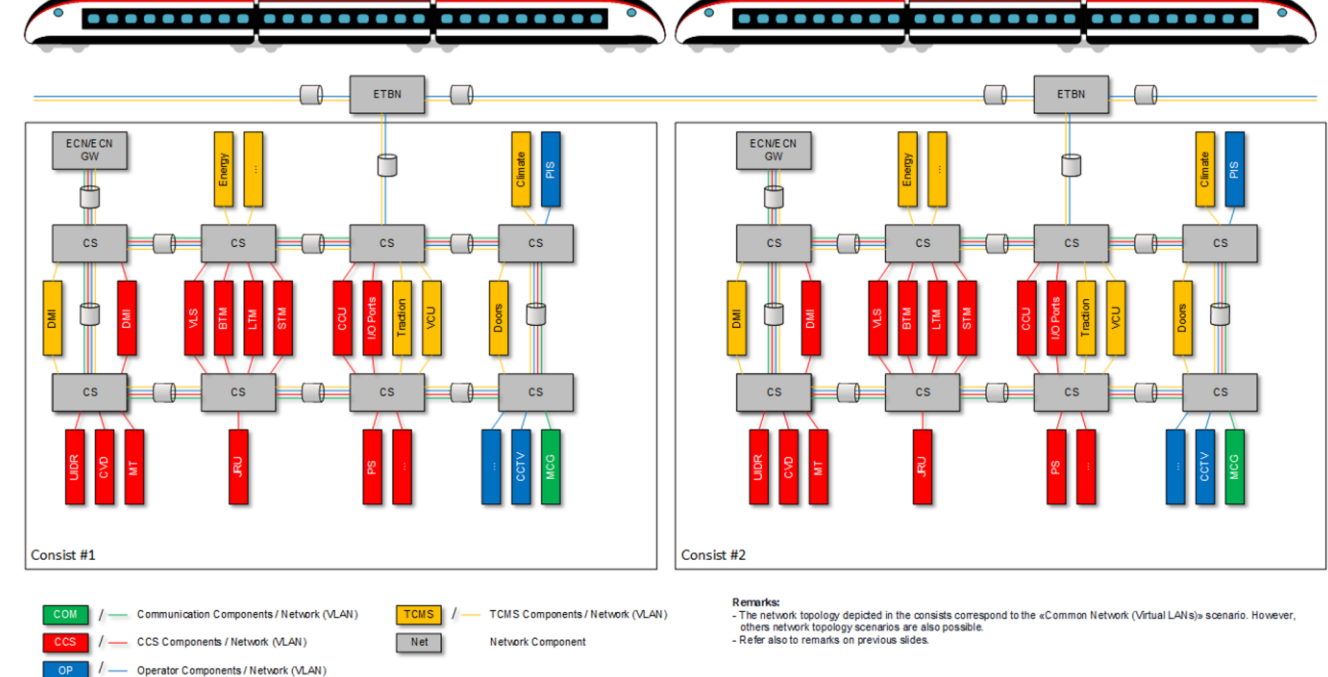 ETBN
ETBN
ECN/ECN
GW
Energy
...
Climate
PIS
CS
CS
CS
CS
DMI
DMI
VLS
BTM
LTM
STM
CCU
I/O Ports
Traction
VCU
Doors
CS
CS
CS
CS
UIDR
CVD
MT
JRU
PS
...
...
CCTV
MCG
Consist #1
ECN/ECN
GW
Energy
...
Climate
PIS
CS
CS
CS
CS
DMI
DMI
VLS
BTM
LTM
STM
CCU
I/O Ports
Traction
VCU
Doors
CS
CS
CS
CS
UIDR
CVD
MT
JRU
PS
...
...
CCTV
MCG
Consist #2
COM / Communication Components / Network (VLAN)
CCS / CCS Components / Network (VLAN)
OP / Operator Components / Network (VLAN)
TCMS / TCMS Components / Network (VLAN)
Net Network Component
Remarks:
- The network topology depicted in the consists correspond to the «Common Network (Virtual LANs)» scenario. However,
others network topology scenarios are also possible.
- Refer also to remarks on previous slides.